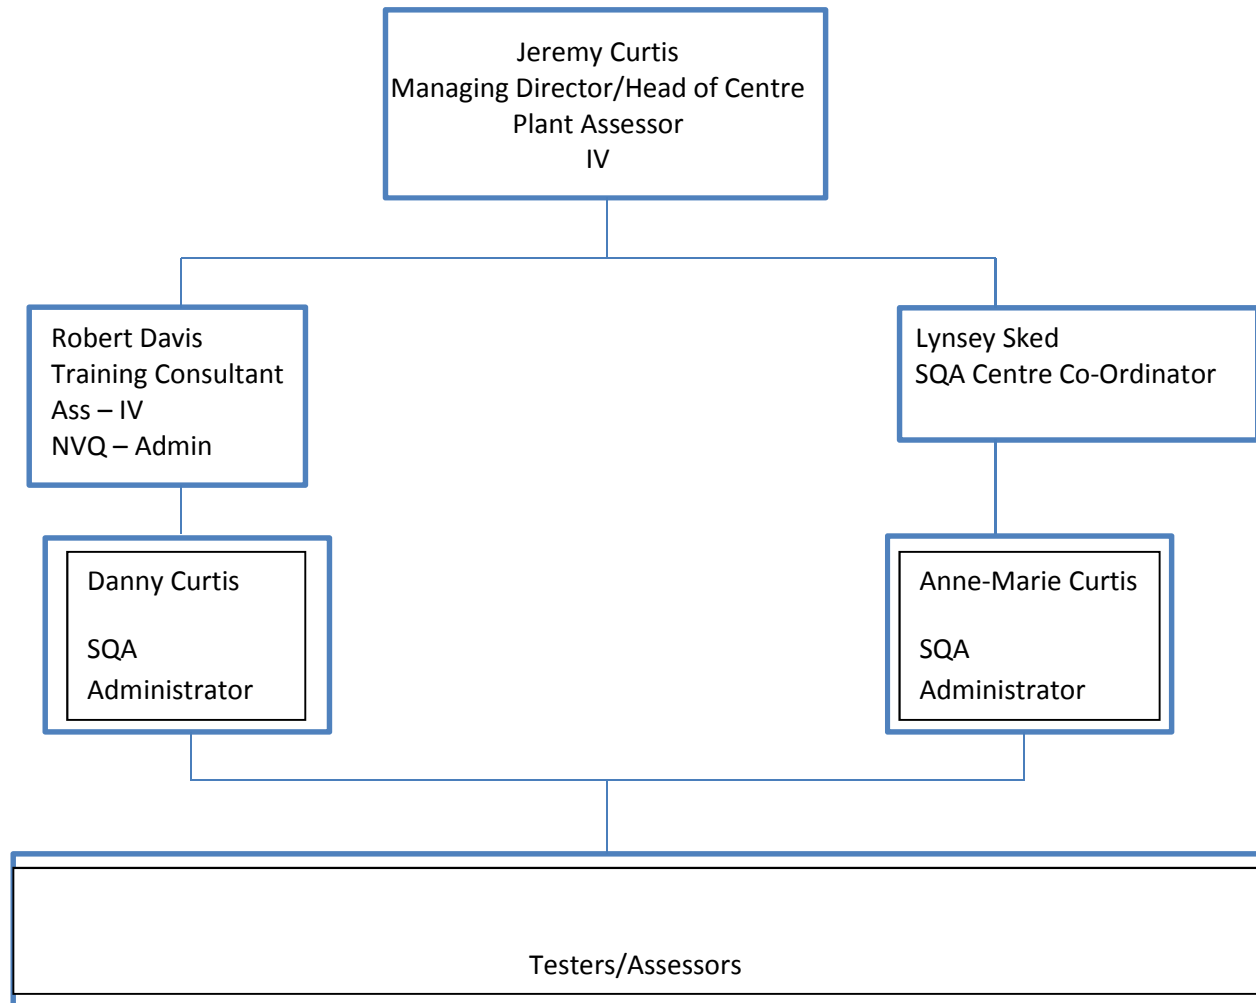 Jeremy Curtis
Managing Director/Head of Centre
Plant Assessor
IV
Robert Davis
Training Consultant
Ass – IV
NVQ – Admin
Lynsey Sked
SQA Centre Co-Ordinator
Danny Curtis
SQA
Administrator
Anne-Marie Curtis
SQA
Administrator
Testers/Assessors